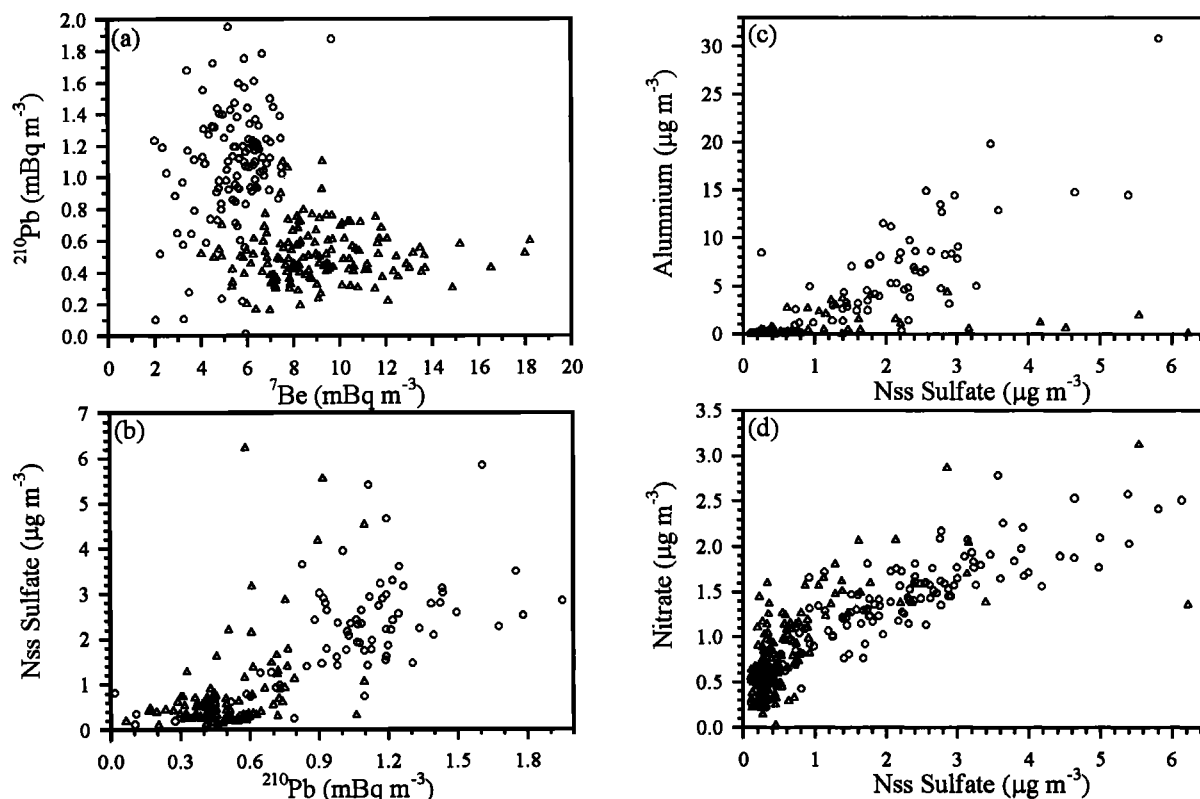 (a)
2.0
1.8
1.6
1.4
1.2
1.0
0.8
0.6
0.4
0.2
0.0
²¹⁰Pb (mBq m⁻³)
2 4 6 8 10 12 14 16 18 20
⁷Be (mBq m⁻³)
(c)
30
25
20
15
10
5
0
Alumnium (µg m⁻³)
0 1 2 3 4 5 6
Nss Sulfate (µg m⁻³)
(b)
7
6
5
4
3
2
1
0
Nss Sulfate (µg m⁻³)
0.0 0.3 0.6 0.9 1.2 1.5 1.8
²¹⁰Pb (mBq m⁻³)
(d)
3.5
3.0
2.5
2.0
1.5
1.0
0.5
0.0
Nitrate (µg m⁻³)
0 1 2 3 4 5 6
Nss Sulfate (µg m⁻³)